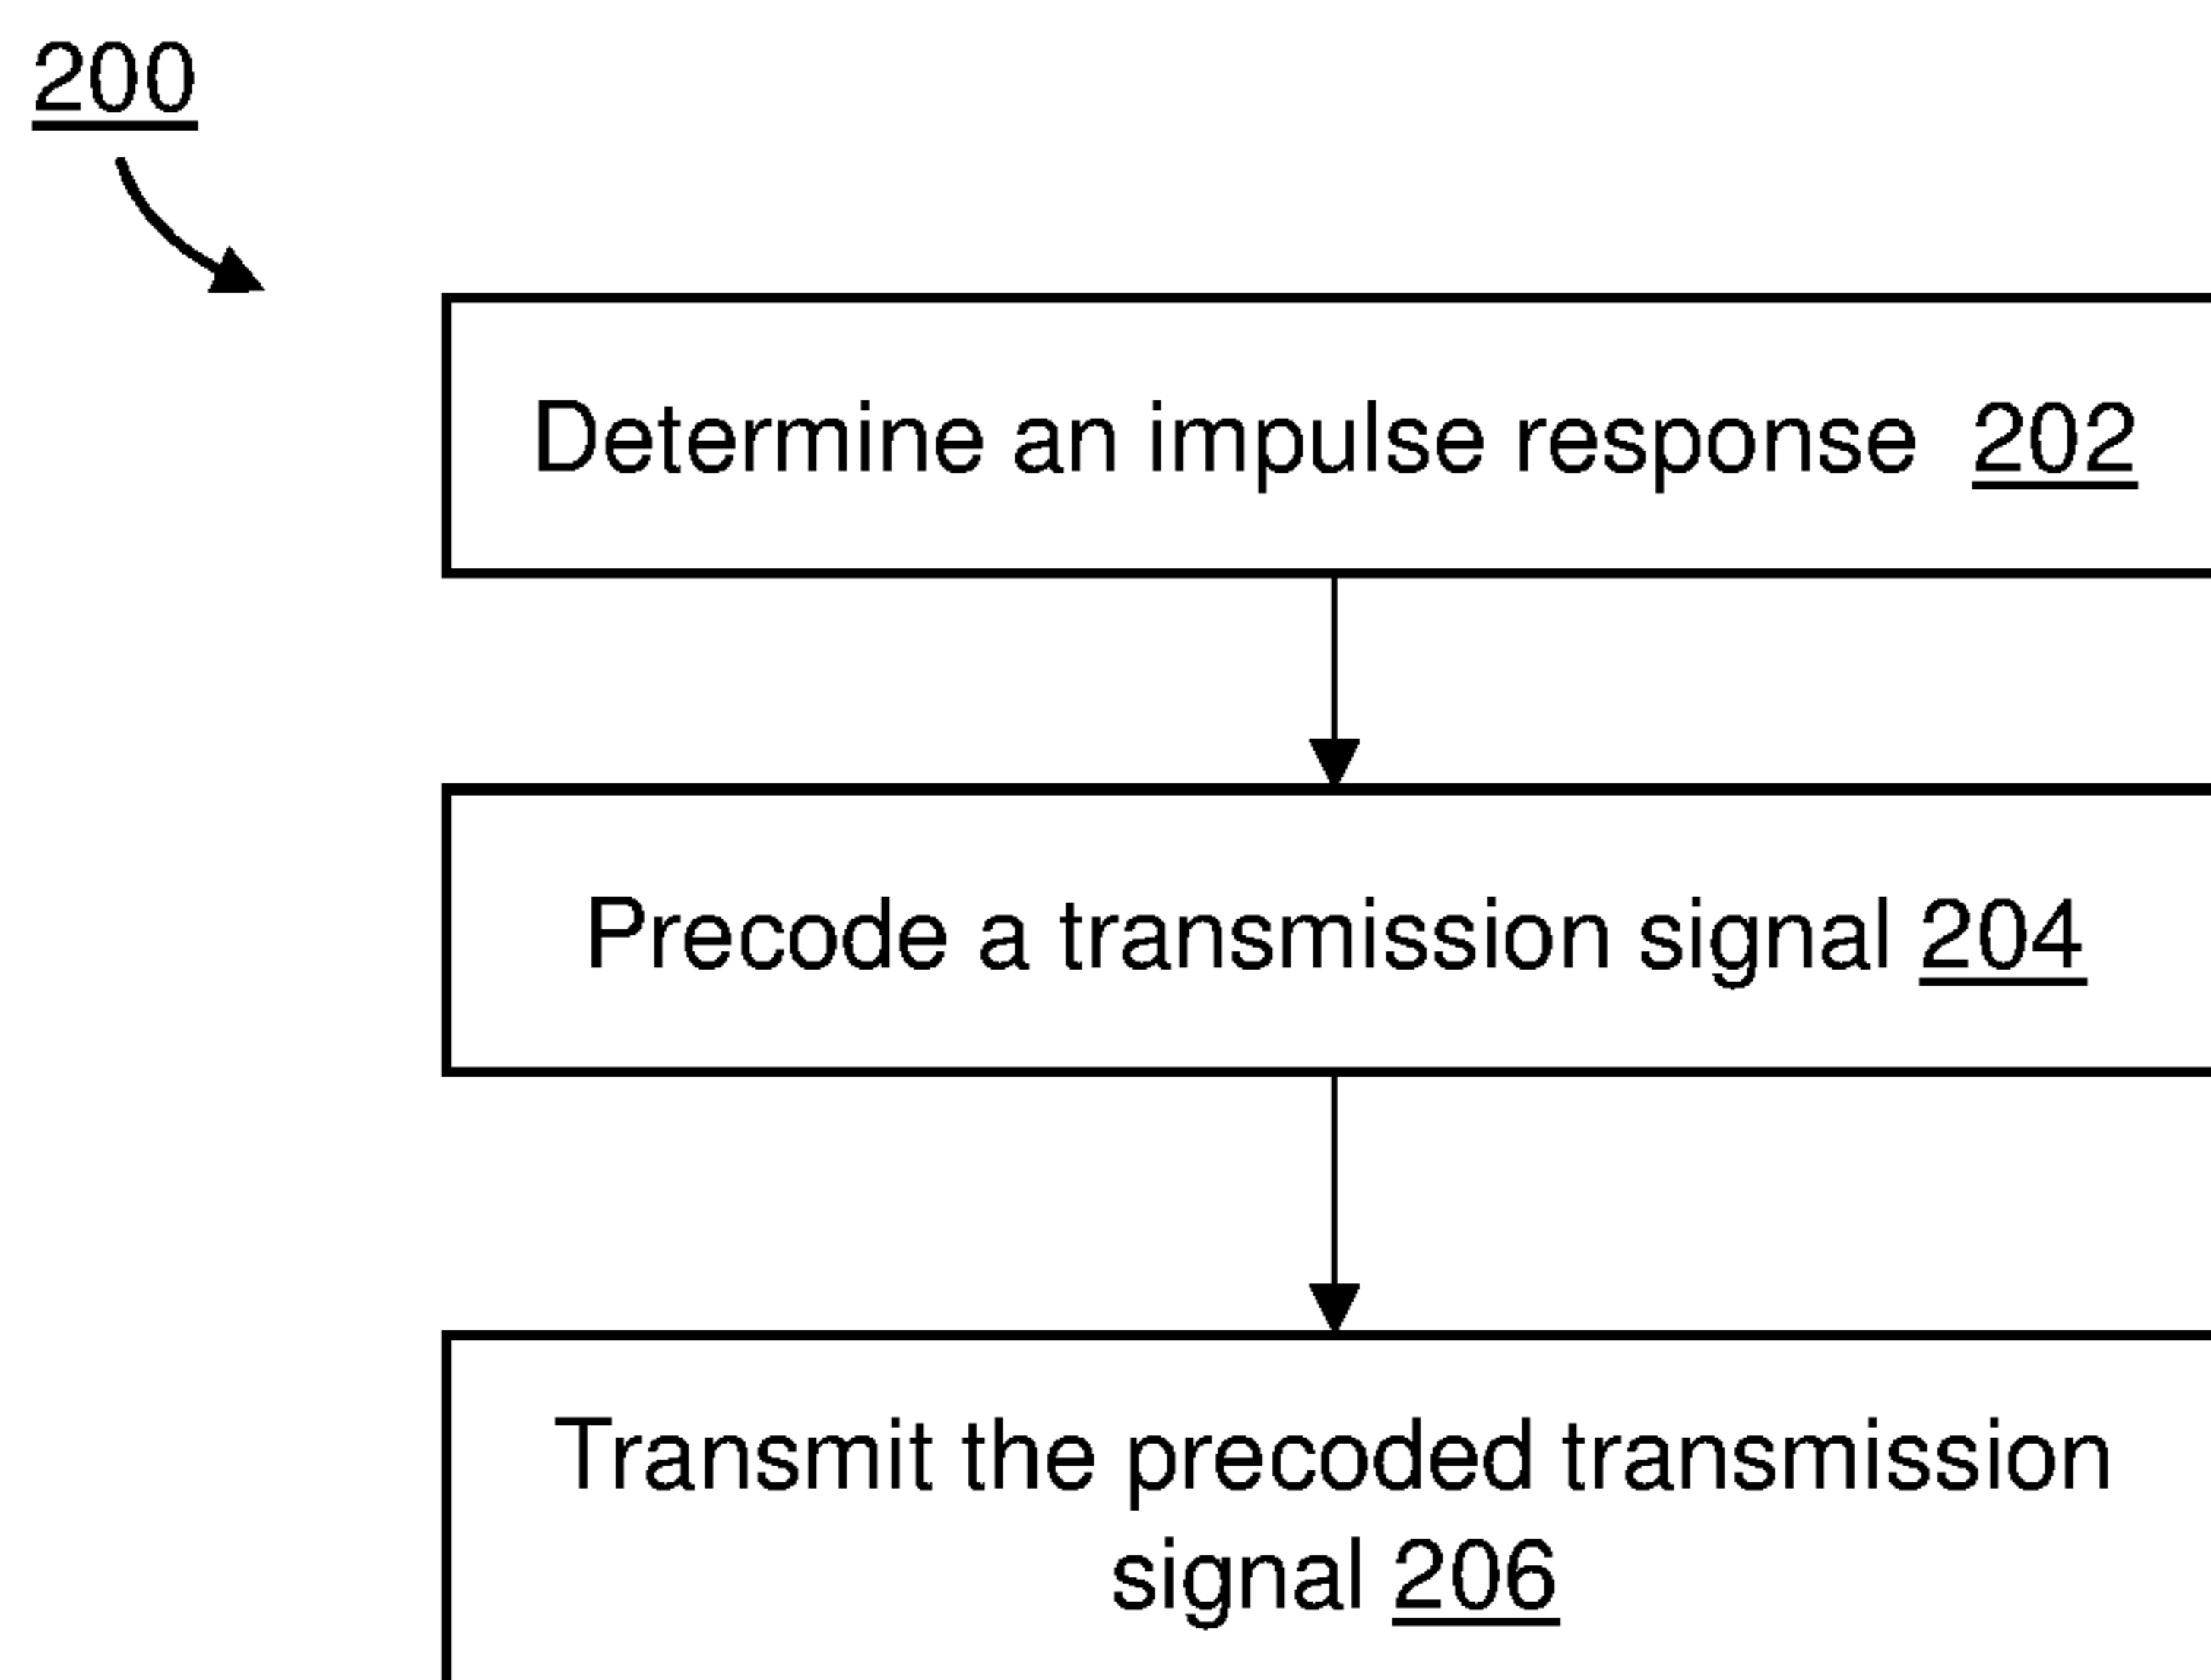 200
Determine an impulse response 202
Precode a transmission signal 204
Transmit the precoded transmission
signal 206